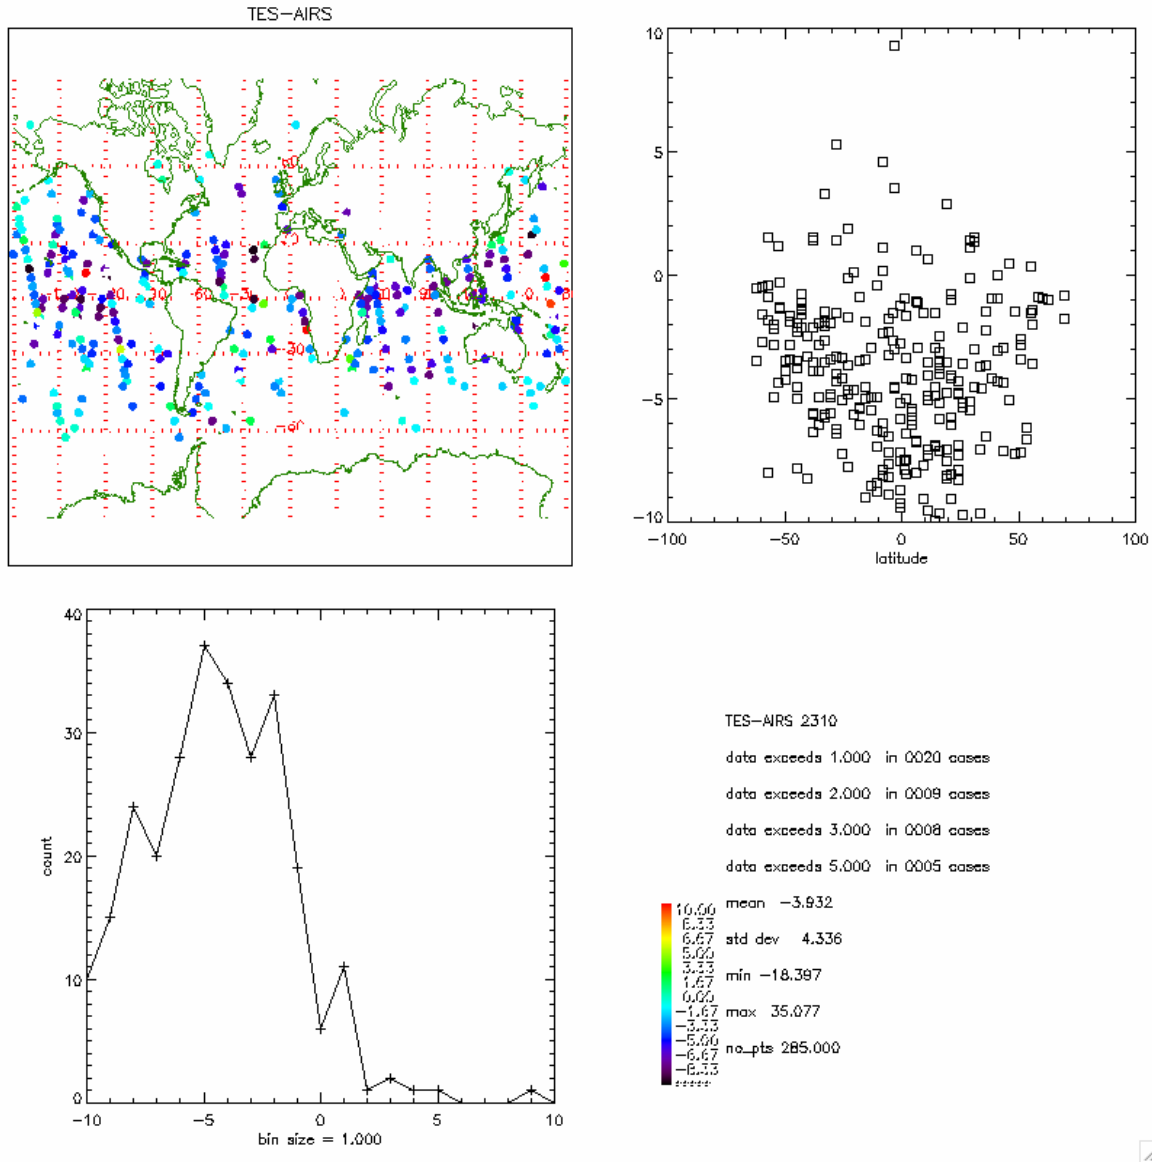 TES-AIRS
60
-30
-60
10
5
0
-5
-10
-100
-50
0
50
100
latitude
40
30
20
10
0
count
-10
-5
0
5
10
bin size = 1.000
TES-AIRS 2310
data exceeds 1.000 in 0020 cases
data exceeds 2.000 in 0009 cases
data exceeds 3.000 in 0008 cases
data exceeds 5.000 in 0005 cases
mean -3.932
std dev 4.336
min -18.397
max 35.077
no_pts 285.000
10.00
8.33
6.67
5.00
3.33
1.67
0.00
-1.67
-3.33
-5.00
-6.67
-8.33